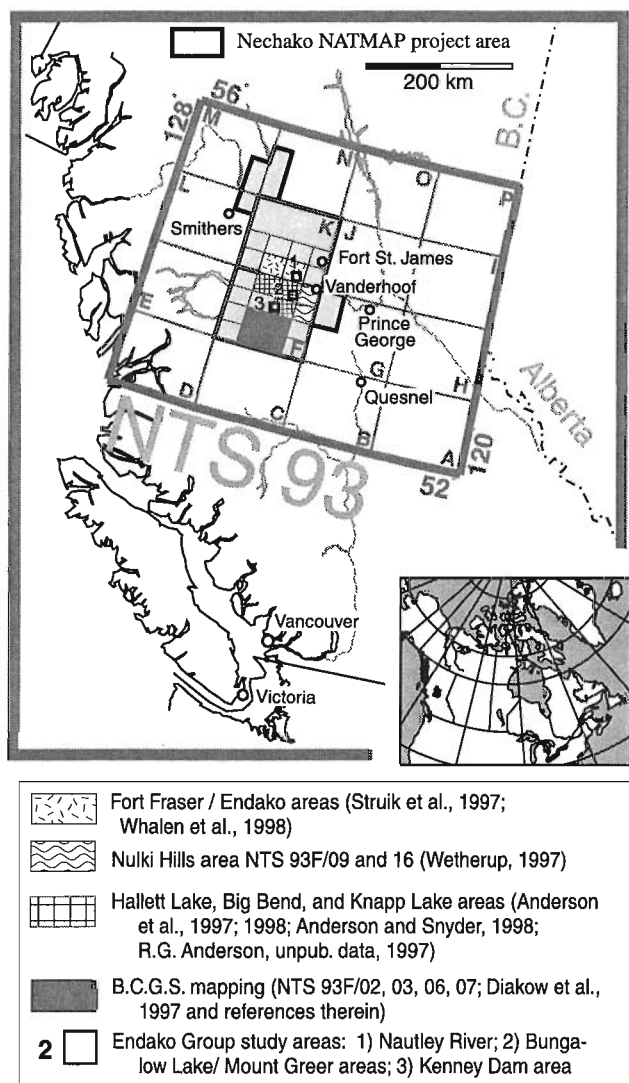 Nechako NATMAP project area
200 km
128°
56°
B.C.
M
N
O
P
L
Smithers
K
J
I
Fort St. James
1
Vanderhoof
2
3
E
F
Prince
George
G
H
Quesnel
D
C
B
A
Alberta
NTS 93
52
120
Vancouver
Victoria
Fort Fraser / Endako areas (Struik et al., 1997;
Whalen et al., 1998)
Nulki Hills area NTS 93F/09 and 16 (Wetherup, 1997)
Hallett Lake, Big Bend, and Knapp Lake areas (Anderson
et al., 1997; 1998; Anderson and Snyder, 1998;
R.G. Anderson, unpub. data, 1997)
B.C.G.S. mapping (NTS 93F/02, 03, 06, 07; Diakow et al.,
1997 and references therein)
2 Endako Group study areas: 1) Nautley River; 2) Bunga-
low Lake/ Mount Greer areas; 3) Kenney Dam area